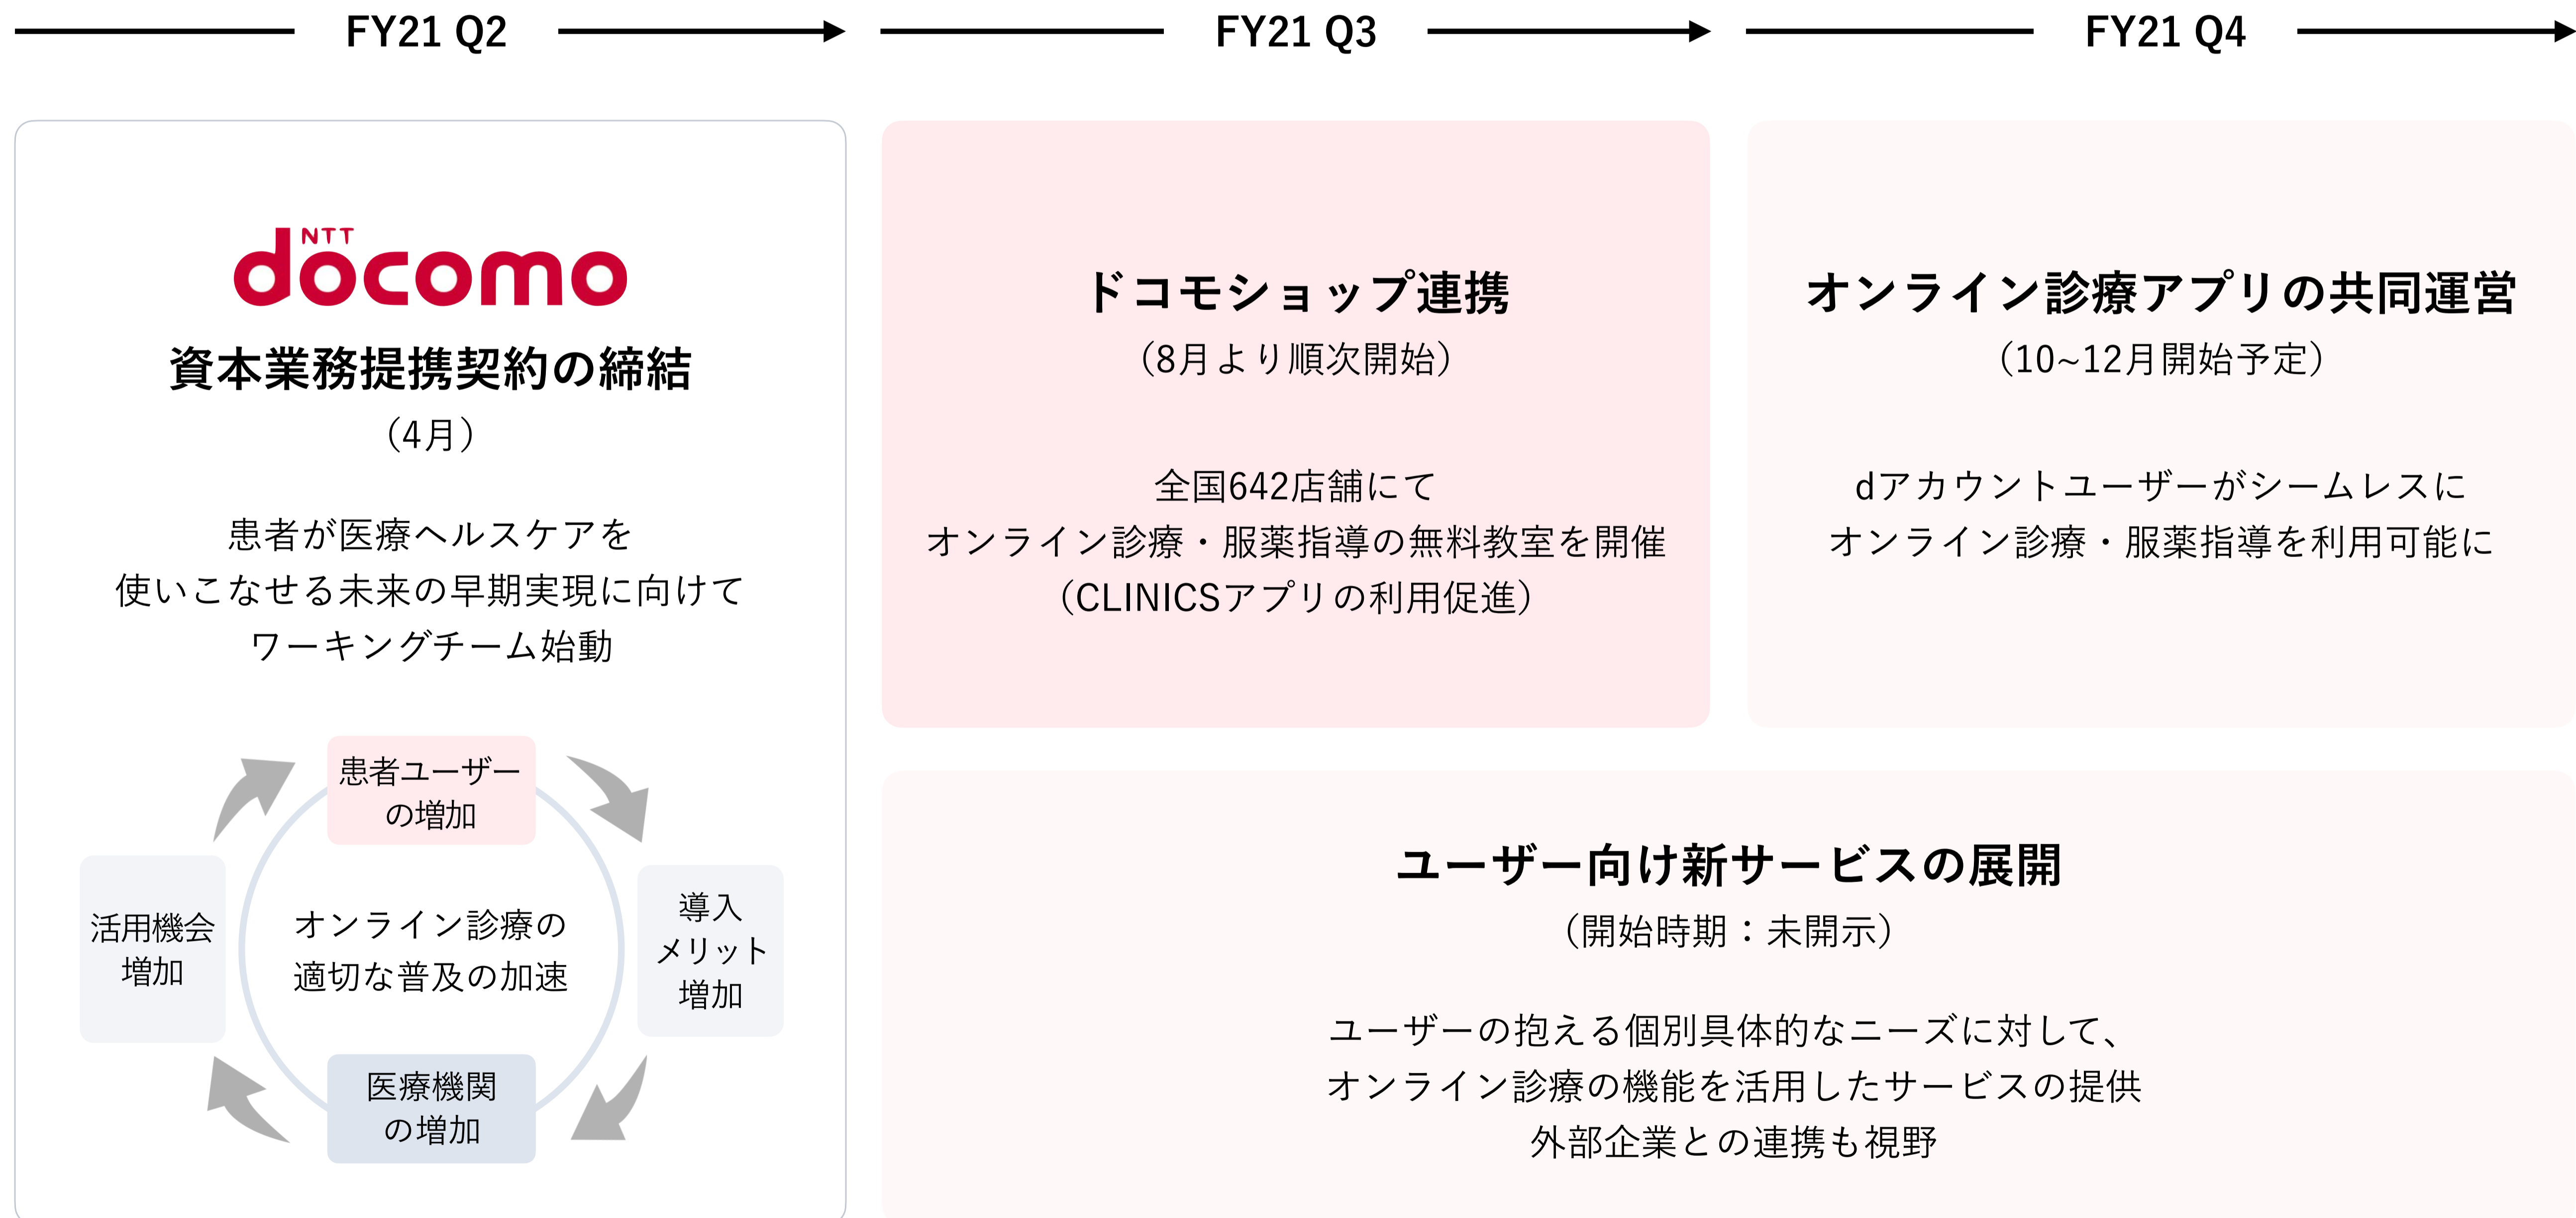 FY21 Q2
FY21 Q3
FY21 Q4
NTT
docomo
資本業務提携契約の締結
（4月）
患者が医療ヘルスケアを
使いこなせる未来の早期実現に向けて
ワーキングチーム始動
患者ユーザー
の増加
導入
メリット
増加
医療機関
の増加
活用機会
増加
オンライン診療の
適切な普及の加速
ドコモショップ連携
（8月より順次開始）
全国642店舗にて
オンライン診療・服薬指導の無料教室を開催
（CLINICSアプリの利用促進）
オンライン診療アプリの共同運営
（10~12月開始予定）
dアカウントユーザーがシームレスに
オンライン診療・服薬指導を利用可能に
ユーザー向け新サービスの展開
（開始時期：未開示）
ユーザーの抱える個別具体的なニーズに対して、
オンライン診療の機能を活用したサービスの提供
外部企業との連携も視野